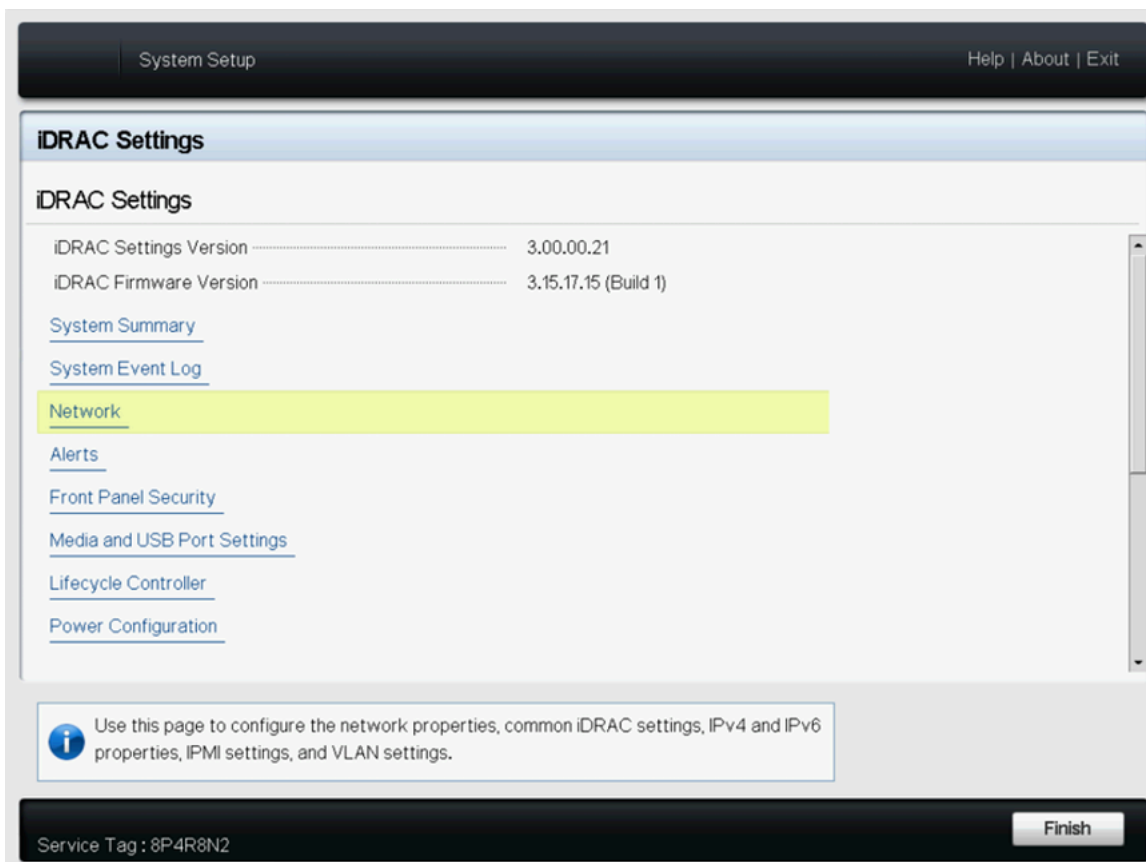 System Setup
Help | About | Exit
iDRAC Settings
iDRAC Settings
iDRAC Settings Version 3.00.00.21
iDRAC Firmware Version 3.15.17.15 (Build 1)
System Summary
System Event Log
Network
Alerts
Front Panel Security
Media and USB Port Settings
Lifecycle Controller
Power Configuration
Use this page to configure the network properties, common iDRAC settings, IPv4 and IPv6
properties, IPMI settings, and VLAN settings.
Service Tag : 8P4R8N2
Finish